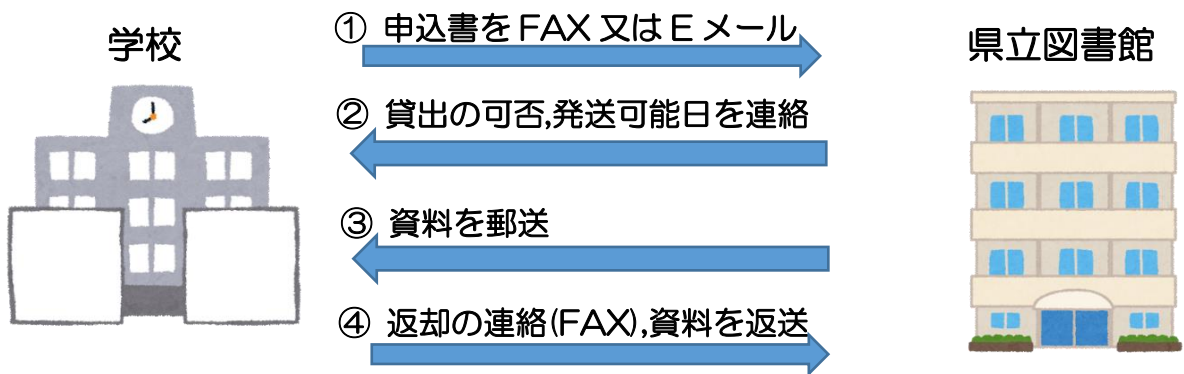 学校
県立図書館
① 申込書をFAX又はEメール
② 貸出の可否,発送可能日を連絡
③ 資料を郵送
④ 返却の連絡(FAX),資料を返送